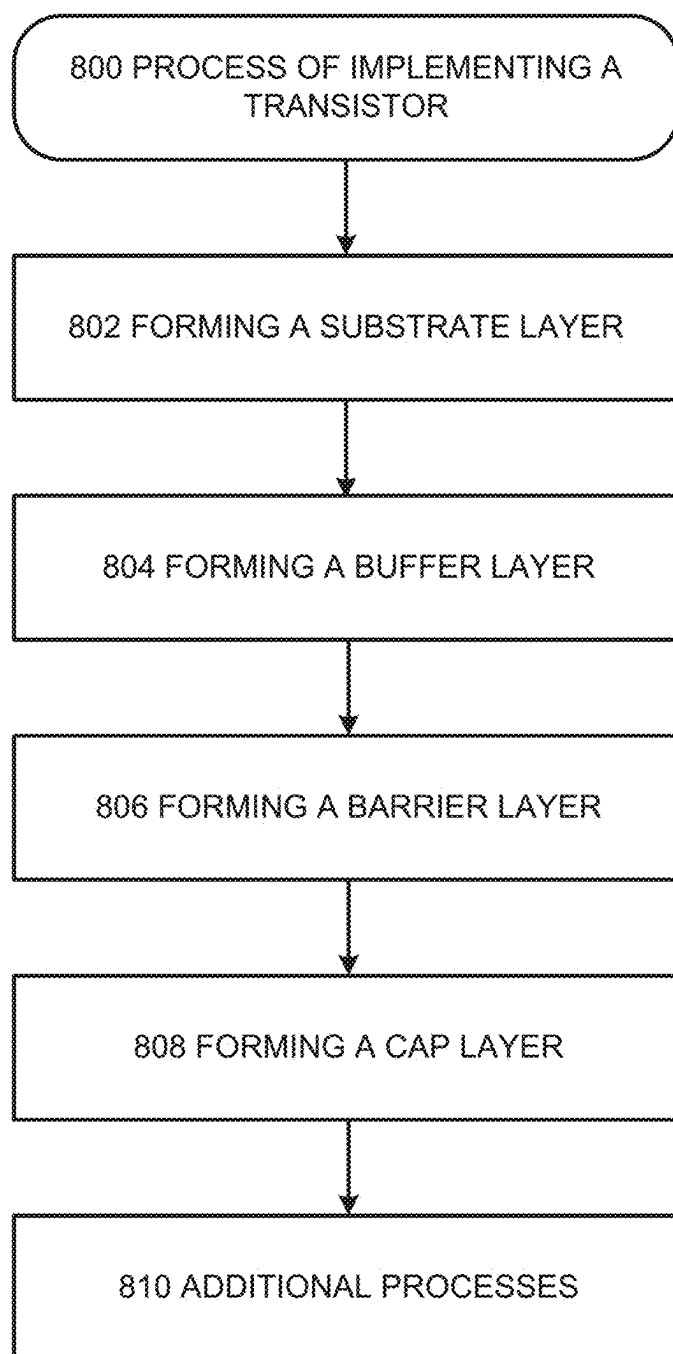 800 PROCESS OF IMPLEMENTING A
TRANSISTOR
802 FORMING A SUBSTRATE LAYER
804 FORMING A BUFFER LAYER
806 FORMING A BARRIER LAYER
808 FORMING A CAP LAYER
810 ADDITIONAL PROCESSES